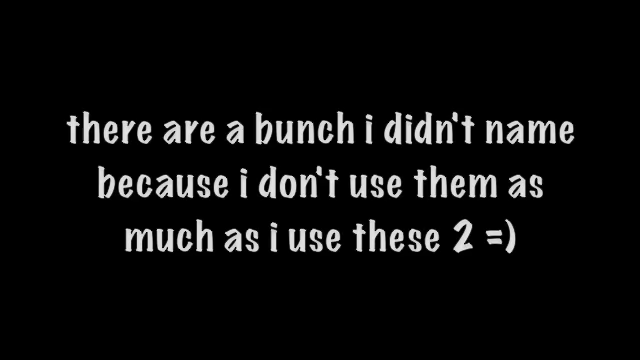 there are a bunch i didn't name
because i don't use them as
much as i use these 2 =)